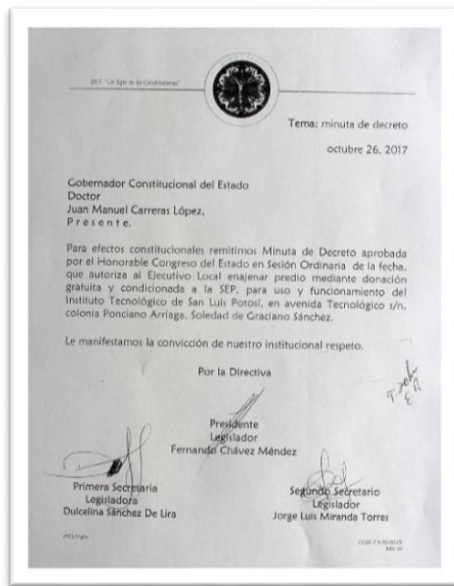 2017, "Un Siglo de las Constituciones"
Tema: minuta de decreto
octubre 26, 2017
Gobernador Constitucional del Estado
Doctor
Juan Manuel Carreras López,
P r e s e n t e.
Para efectos constitucionales remitimos Minuta de Decreto aprobada
por el Honorable Congreso del Estado en Sesión Ordinaria de la fecha,
que autoriza al Ejecutivo Local enajenar predio mediante donación
gratuita y condicionada a la SEP, para uso y funcionamiento del
Instituto Tecnológico de San Luis Potosí, en avenida Tecnológico s/n,
colonia Ponciano Arriaga, Soledad de Graciano Sánchez.
Le manifestamos la convicción de nuestro institucional respeto.
Por la Directiva
Presidente
Legislador
Fernando Chávez Méndez
Primera Secretaria
Legisladora
Dulcelina Sánchez De Lira
Segundo Secretario
Legislador
Jorge Luis Miranda Torres